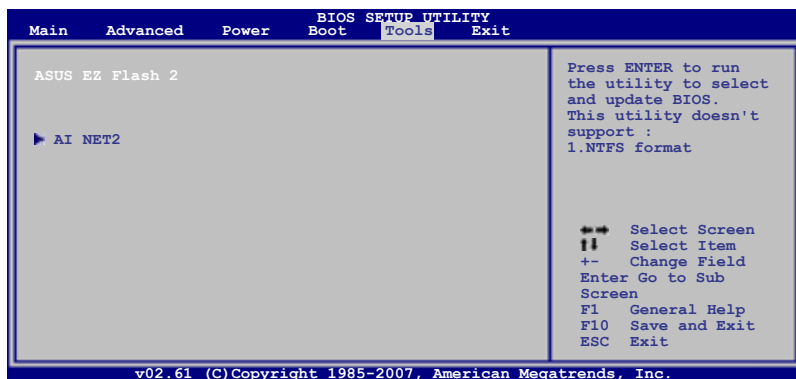 BIOS SETUP UTILITY
Main Advanced Power Boot Tools Exit
ASUS EZ Flash 2
AI NET2
Press ENTER to run
the utility to select
and update BIOS.
This utility doesn't
support :
1.NTFS format
Select Screen
Select Item
+- Change Field
Enter Go to Sub
Screen
F1 General Help
F10 Save and Exit
ESC Exit
v02.61 (C)Copyright 1985-2007, American Megatrends, Inc.